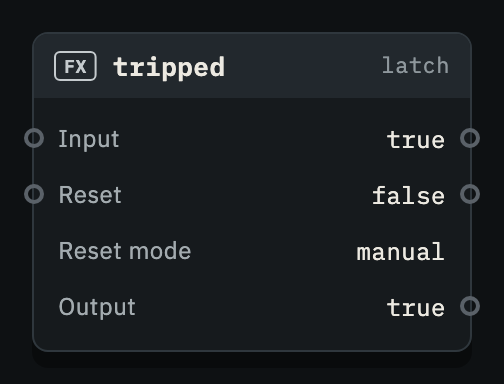 FX tripped latch
Input true
Reset false
Reset mode manual
Output true